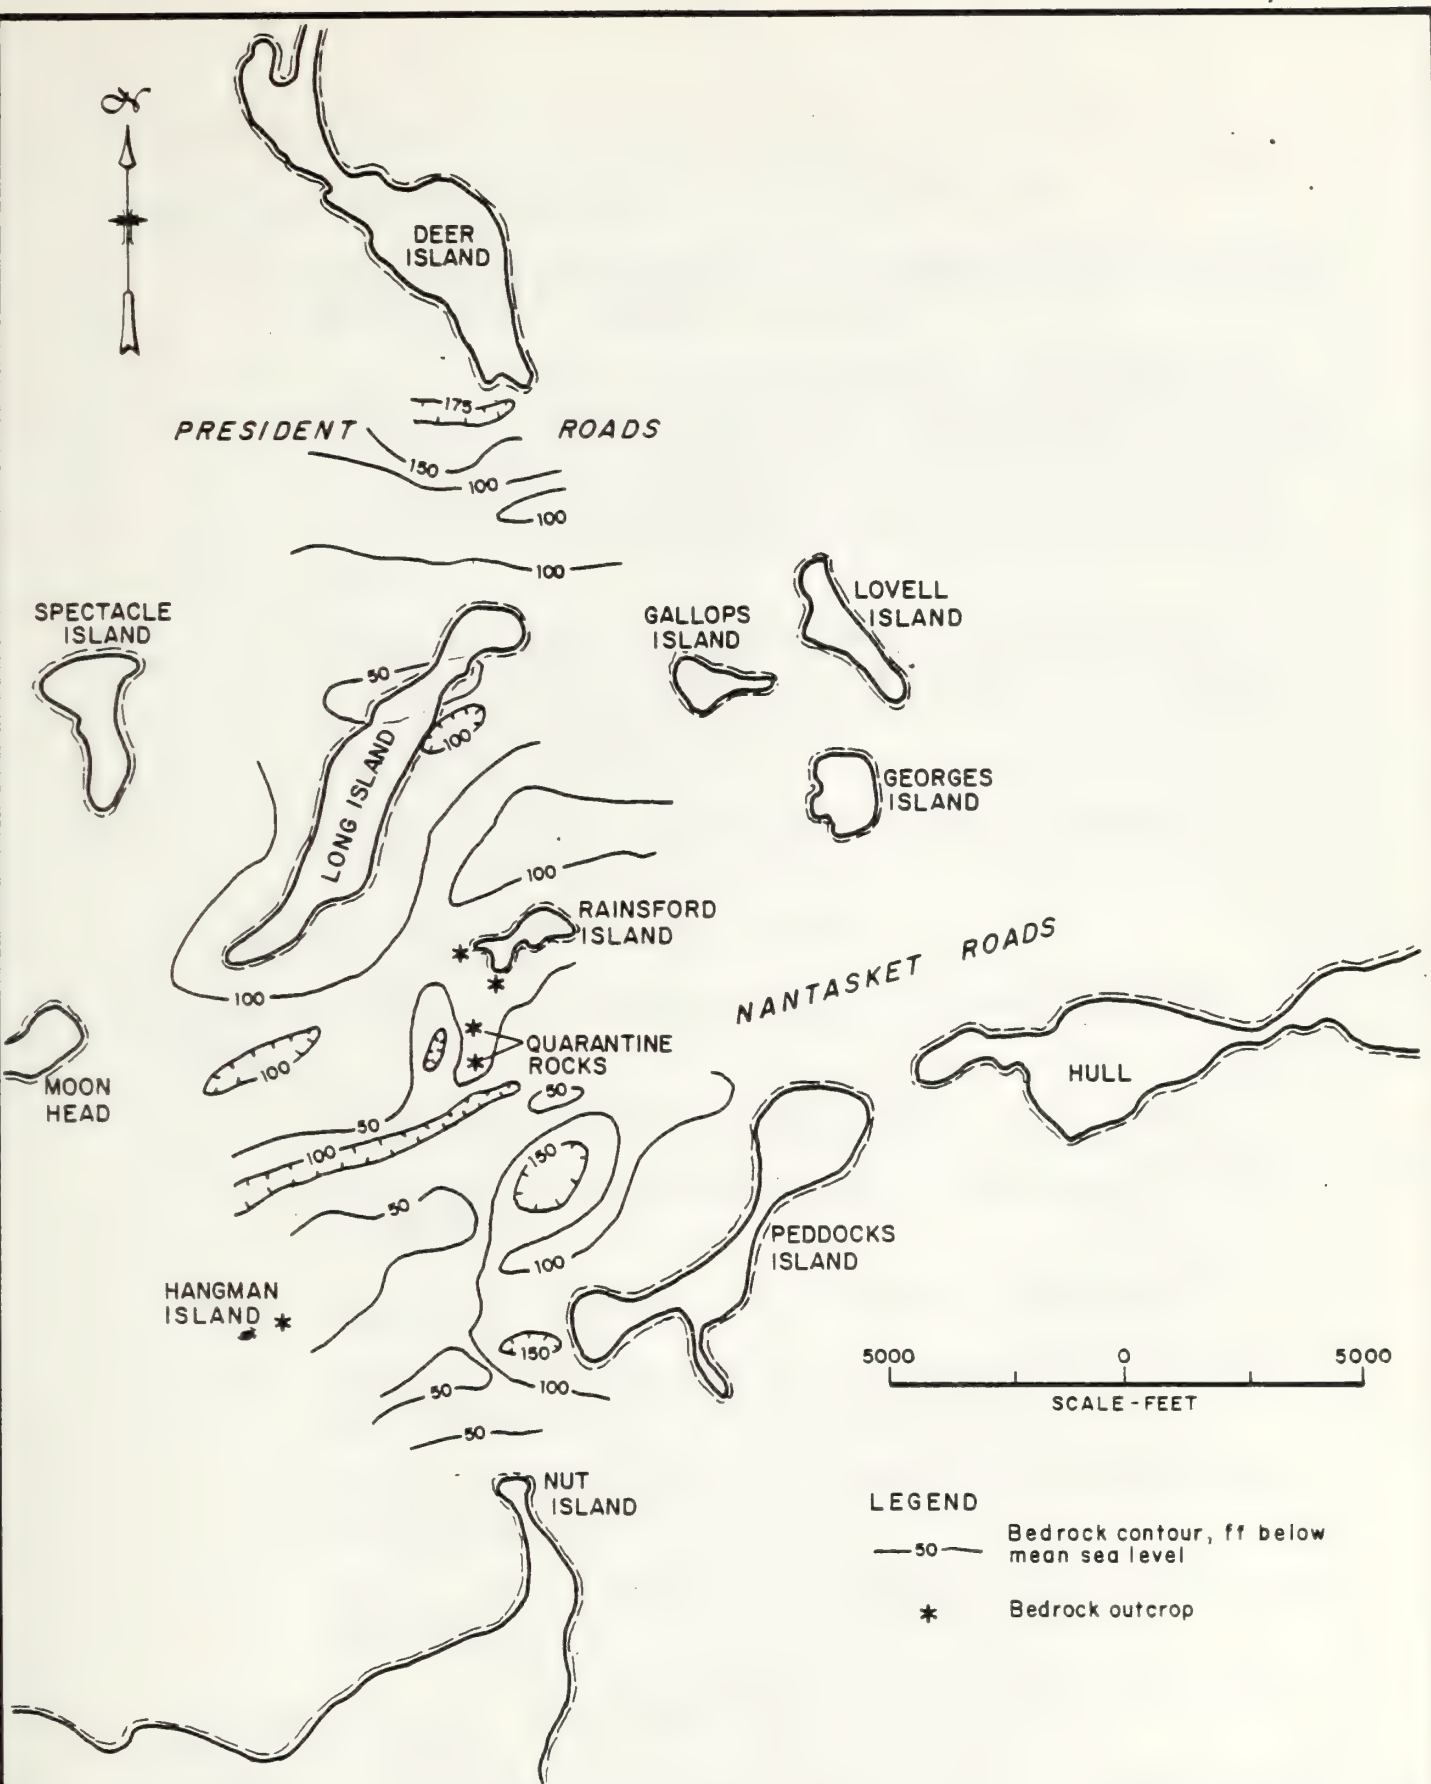 N
DEER
ISLAND
175
PRESIDENT ROADS
150
100
100
100
SPECTACLE
ISLAND
GALLOPS
ISLAND
LOVELL
ISLAND
50
100
LONG ISLAND
GEORGES
ISLAND
100
RAINSFORD
ISLAND
NANTASKET ROADS
100
QUARANTINE
ROCKS
100
MOON
HEAD
HULL
50
50
100
150
50
PEDDOCKS
ISLAND
100
HANGMAN
ISLAND
150
50
100
5000 0 5000
SCALE-FEET
50
NUT
ISLAND
LEGEND
50 Bedrock contour, ft below
mean sea level
* Bedrock outcrop